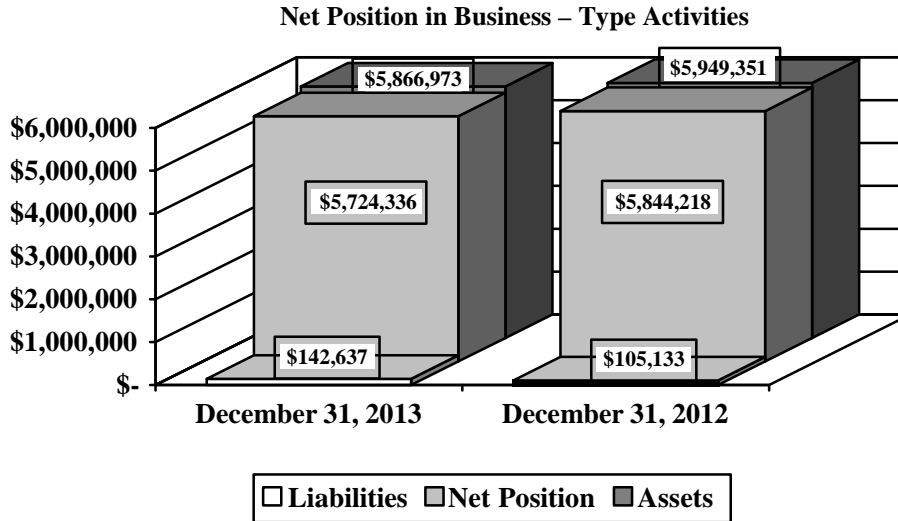 Net Position in Business – Type Activities
$6,000,000
$5,000,000
$4,000,000
$3,000,000
$2,000,000
$1,000,000
$-
$5,866,973
$5,949,351
$5,724,336
$5,844,218
$142,637
$105,133
December 31, 2013
December 31, 2012
Liabilities
Net Position
Assets